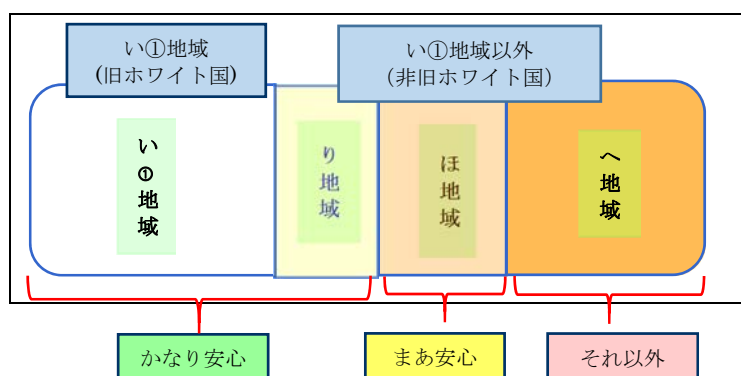 い①地域
(旧ホワイト国)
い①地域以外
（非旧ホワイト国）
い①地域
り地域
ほ地域
へ地域
かなり安心
まあ安心
それ以外